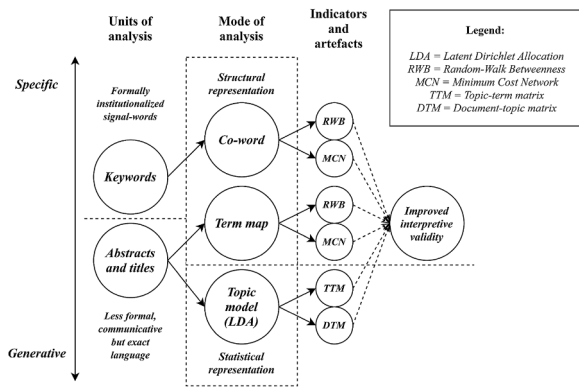 Units of
analysis
Mode of
analysis
Indicators
and
artefacts
Legend:
LDA = Latent Dirichlet Allocation
RWB = Random-Walk Betweenness
MCN = Minimum Cost Network
TTM = Topic-term matrix
DTM = Document-topic matrix
Specific
Formally
institutionalized
signal-words
Structural
representation
Co-word
RWB
MCN
Keywords
Term map
RWB
MCN
Improved
interpretive
validity
Abstracts
and titles
Topic
model
(LDA)
TTM
DTM
Less formal,
communicative
but exact
language
Generative
Statistical
representation